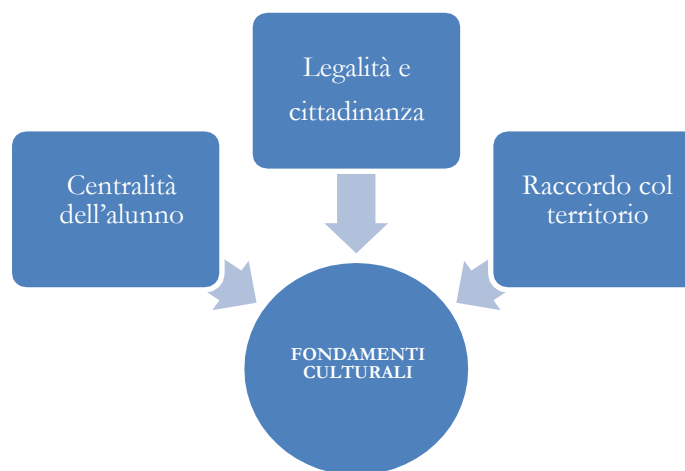 Legalità e
cittadinanza
Centralità
dell’alunno
Raccordo col
territorio
FONDAMENTI
CULTURALI